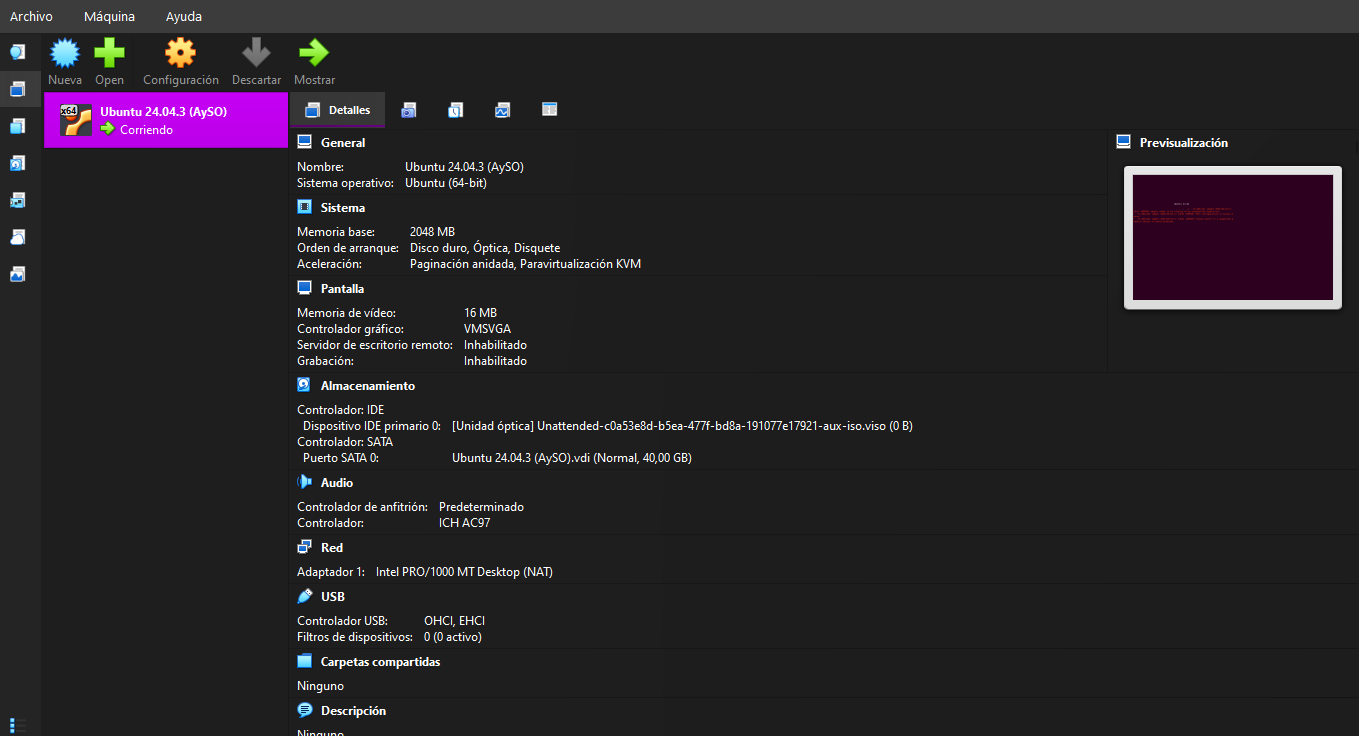 Archivo Máquina Ayuda
Nueva Open Configuración Descartar Mostrar
x64
Ubuntu 24.04.3 (AySO)
Corriendo
Detalles
General
Nombre: Ubuntu 24.04.3 (AySO)
Sistema operativo: Ubuntu (64-bit)
Sistema
Memoria base: 2048 MB
Orden de arranque: Disco duro, Óptica, Disquete
Aceleración: Paginación anidada, Paravirtualización KVM
Pantalla
Memoria de vídeo: 16 MB
Controlador gráfico: VMSVGA
Servidor de escritorio remoto: Inhabilitado
Grabación: Inhabilitado
Previsualización
Almacenamiento
Controlador: IDE
Dispositivo IDE primario 0: [Unidad óptica] Unattended-c0a53e8d-b5ea-477f-bd8a-191077e17921-aux-iso.viso (0 B)
Controlador: SATA
Puerto SATA 0: Ubuntu 24.04.3 (AySO).vdi (Normal, 40,00 GB)
Audio
Controlador de anfitrión: Predeterminado
Controlador: ICH AC97
Red
Adaptador 1: Intel PRO/1000 MT Desktop (NAT)
USB
Controlador USB: OHCI, EHCI
Filtros de dispositivos: 0 (0 activo)
Carpetas compartidas
Ninguno
Descripción
Ninguno